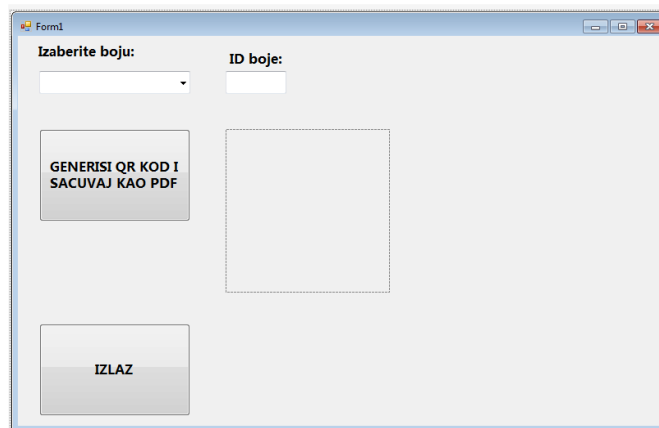 Form1
Izaberite boju:
ID boje:
GENERISI QR KOD I
SACUVAJ KAO PDF
IZLAZ